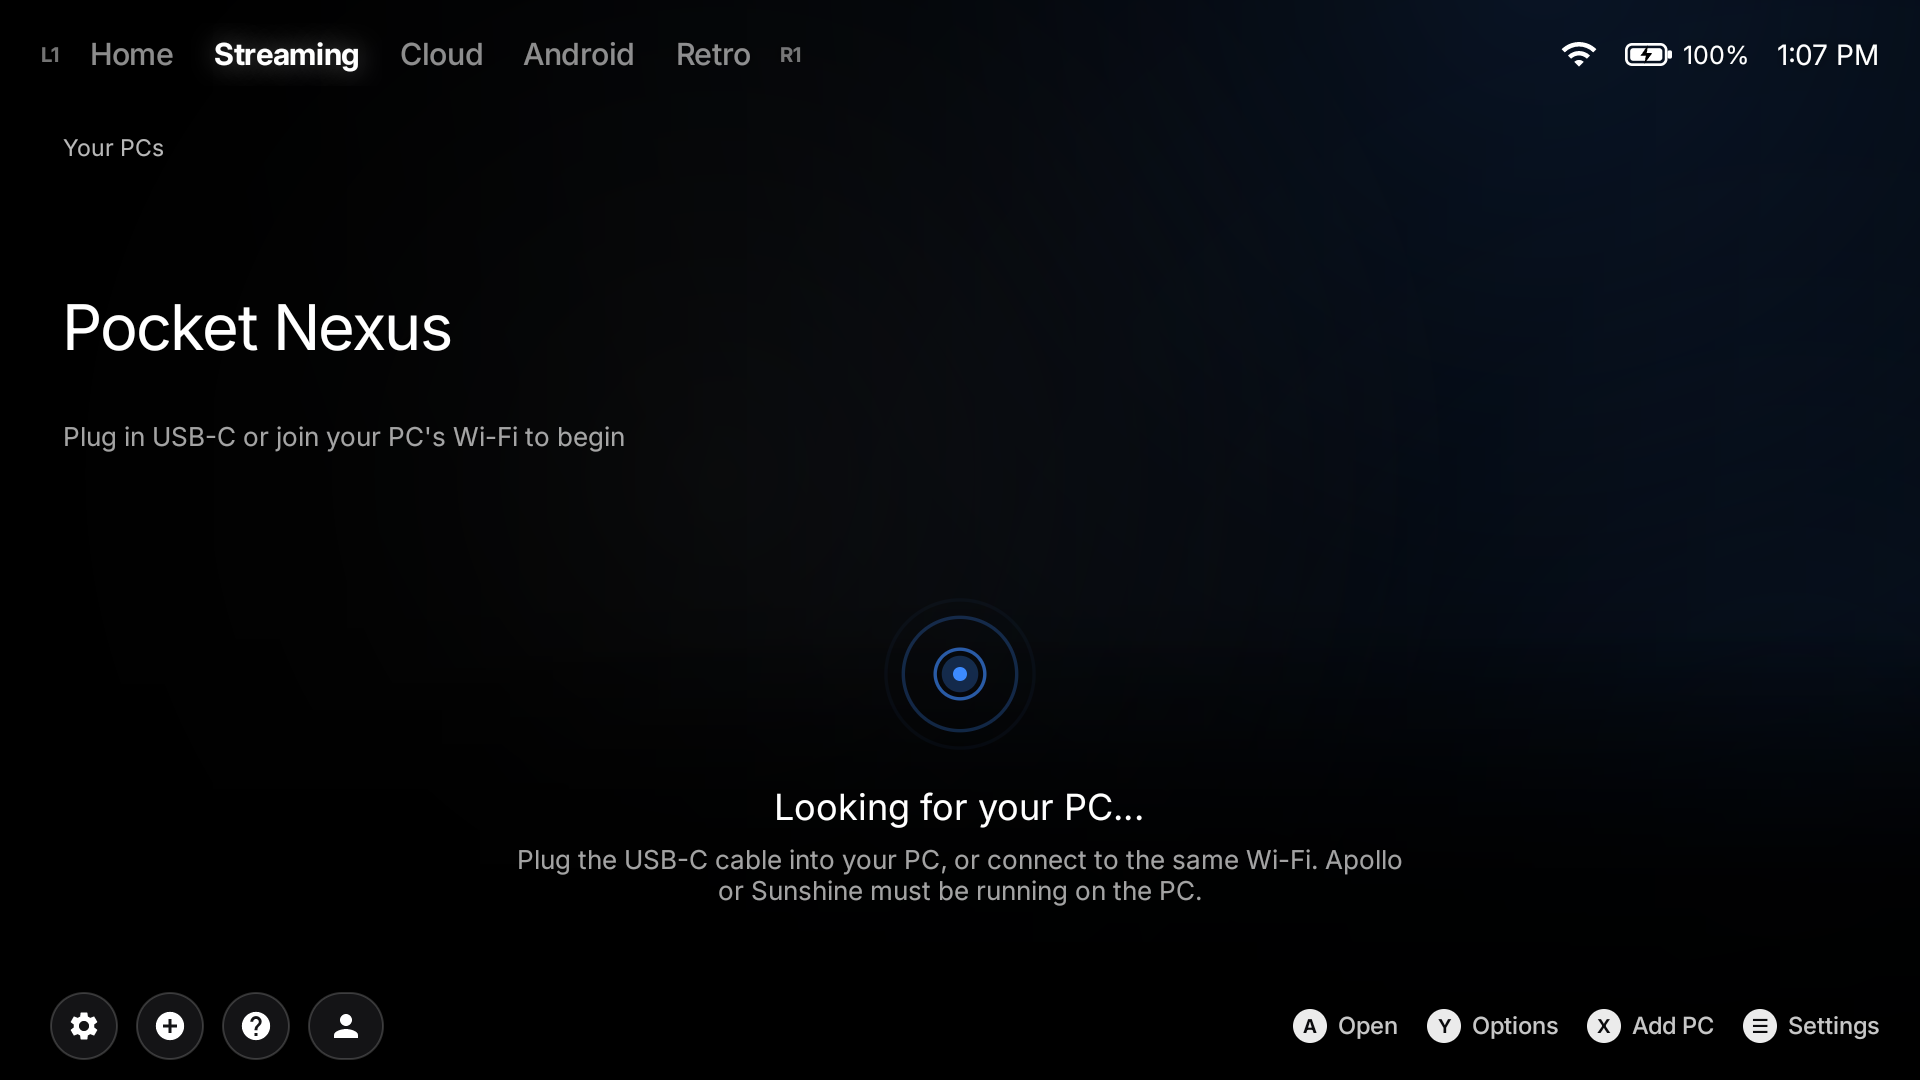 L1 Home Streaming Cloud Android Retro R1 100% 1:07 PM
Your PCs
Pocket Nexus
Plug in USB-C or join your PC's Wi-Fi to begin
Looking for your PC...
Plug the USB-C cable into your PC, or connect to the same Wi-Fi. Apollo
or Sunshine must be running on the PC.
A Open Y Options X Add PC Settings